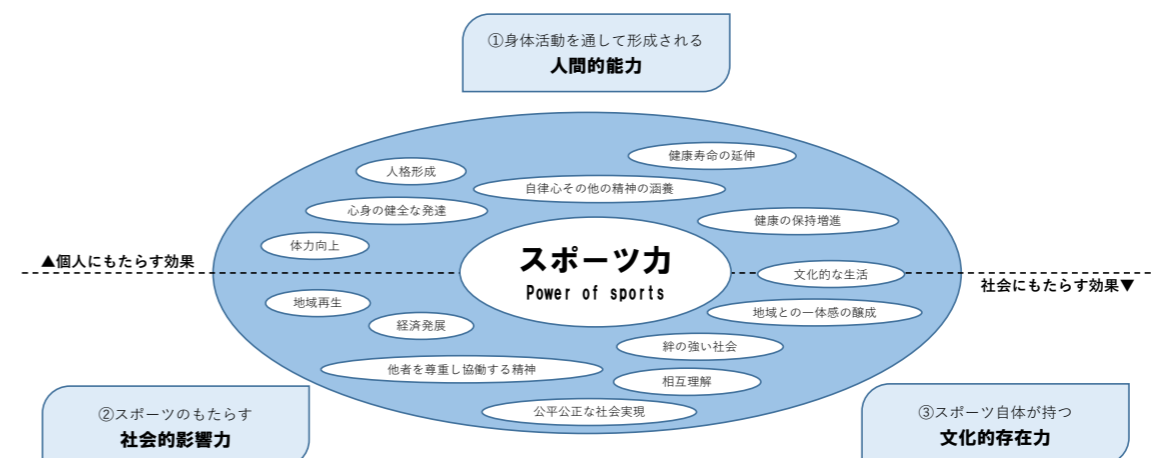 ①身体活動を通して形成される
人間的能力
健康寿命の延伸
人格形成
自律心その他の精神の涵養
心身の健全な発達
健康の保持増進
体力向上
スポーツ力
Power of sports
▲個人にもたらす効果
文化的な生活
社会にもたらす効果▼
地域再生
地域との一体感の醸成
経済発展
絆の強い社会
他者を尊重し協働する精神
相互理解
公平公正な社会実現
②スポーツのもたらす
社会的影響力
③スポーツ自体が持つ
文化的存在力